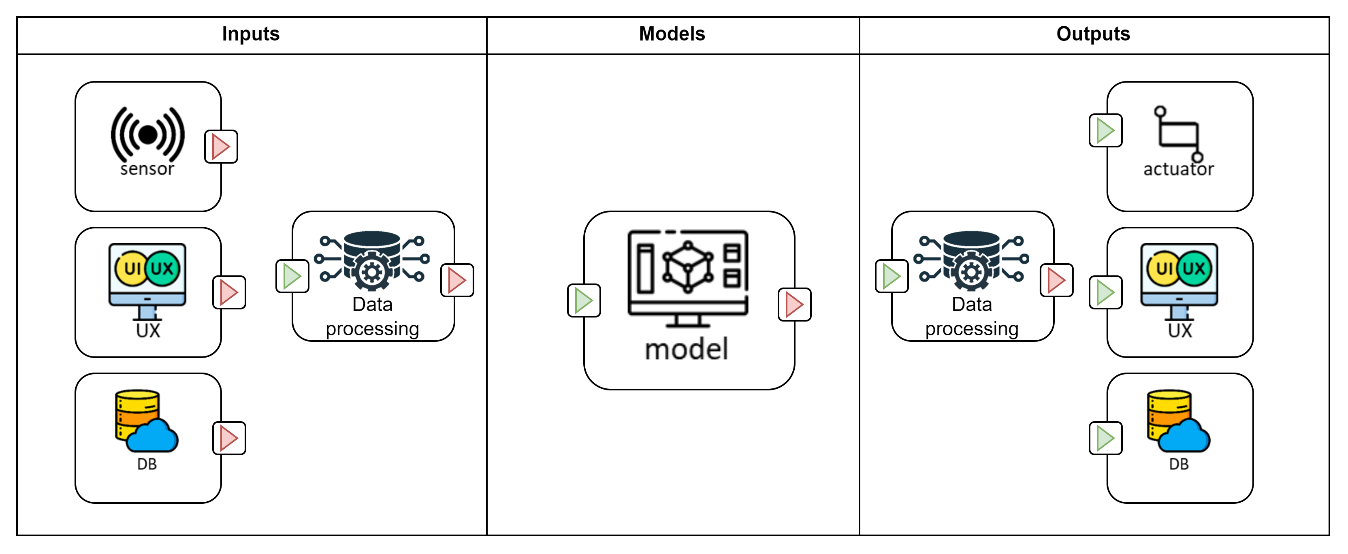 Inputs
Models
Outputs
sensor
UI UX
UX
DB
Data
processing
model
Data
processing
actuator
UI UX
UX
DB